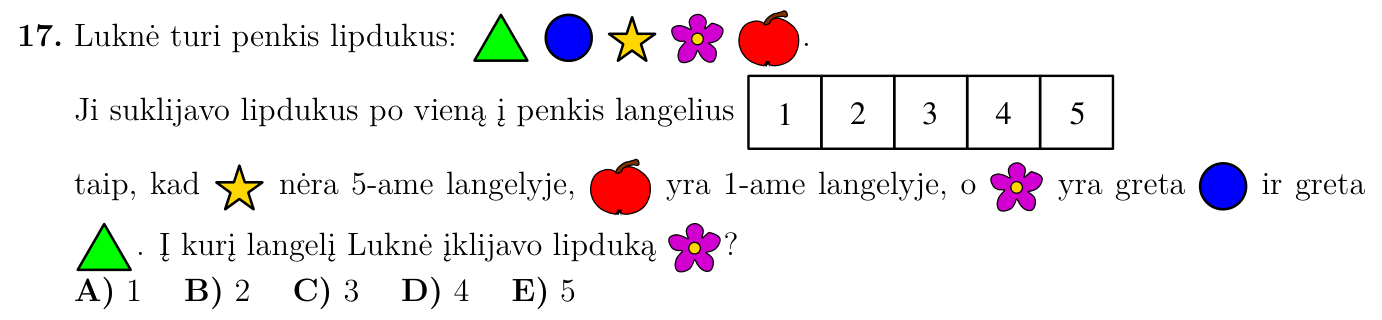 17. Luknė turi penkis lipdukus: .
Ji suklijavo lipdukus po vieną į penkis langelius 1 2 3 4 5
taip, kad nėra 5-ame langelyje, yra 1-ame langelyje, o yra greta ir greta
. Į kurį langelį Luknė įklijavo lipduką ?
A) 1 B) 2 C) 3 D) 4 E) 5